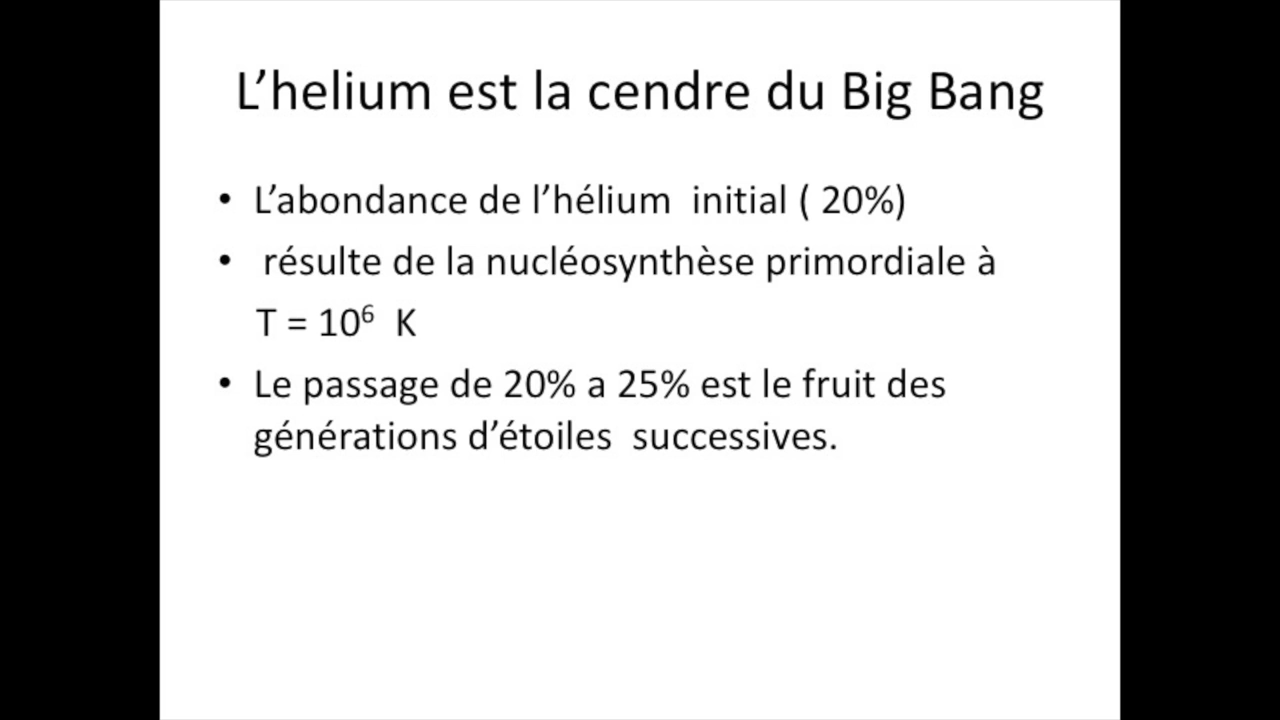 L’helium est la cendre du Big Bang
• L’abondance de l’hélium  initial ( 20%)
•  résulte de la nucléosynthèse primordiale à
T = 10⁶  K
• Le passage de 20% a 25% est le fruit des
générations d’étoiles  successives.